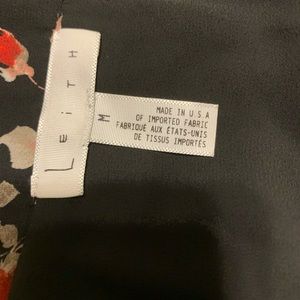 LEiTH
M
MADE IN U.S.A
OF IMPORTED FABRIC
FABRIQUÉ AUX ÉTATS-UNIS
DE TISSUS IMPORTÉS